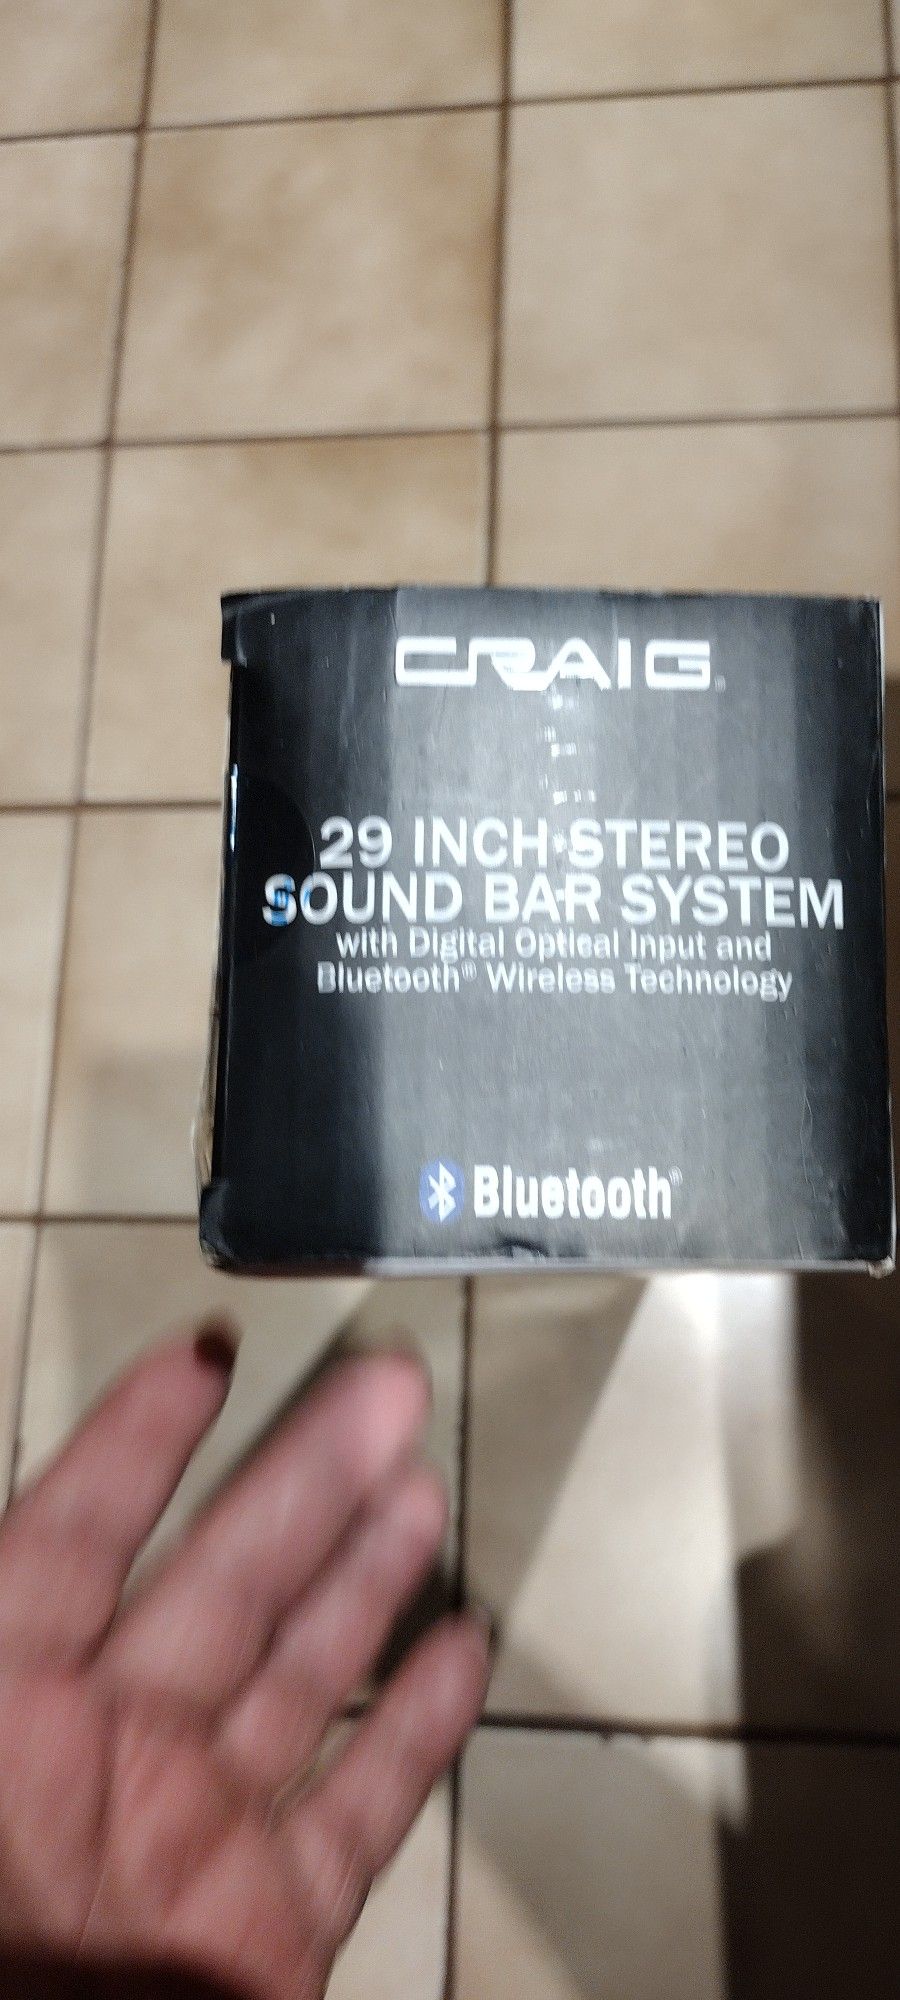 CRAIG.
29 INCH STEREO
SOUND BAR SYSTEM
with Digital Optical Input and
Bluetooth® Wireless Technology
Bluetooth®